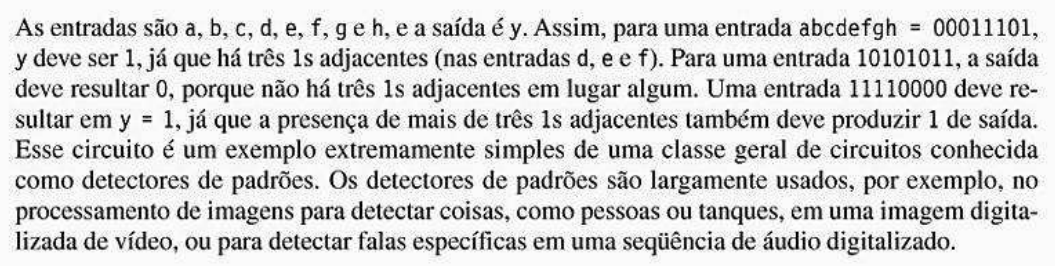 As entradas são a, b, c, d, e, f, g e h, e a saída é y. Assim, para uma entrada abcdefgh = 00011101,
y deve ser 1, já que há três 1s adjacentes (nas entradas d, e e f). Para uma entrada 10101011, a saída
deve resultar 0, porque não há três 1s adjacentes em lugar algum. Uma entrada 11110000 deve re-
sultar em y = 1, já que a presença de mais de três 1s adjacentes também deve produzir 1 de saída.
Esse circuito é um exemplo extremamente simples de uma classe geral de circuitos conhecida
como detectores de padrões. Os detectores de padrões são largamente usados, por exemplo, no
processamento de imagens para detectar coisas, como pessoas ou tanques, em uma imagem digita-
lizada de vídeo, ou para detectar falas específicas em uma seqüência de áudio digitalizado.